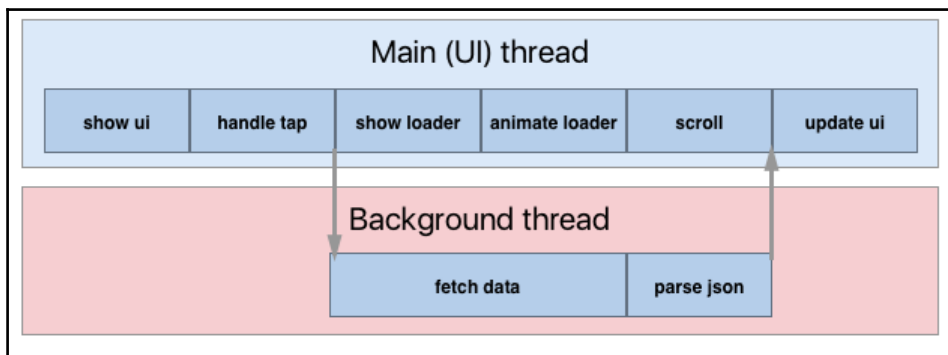 Main (UI) thread
show ui
handle tap
show loader
animate loader
scroll
update ui
Background thread
fetch data
parse json